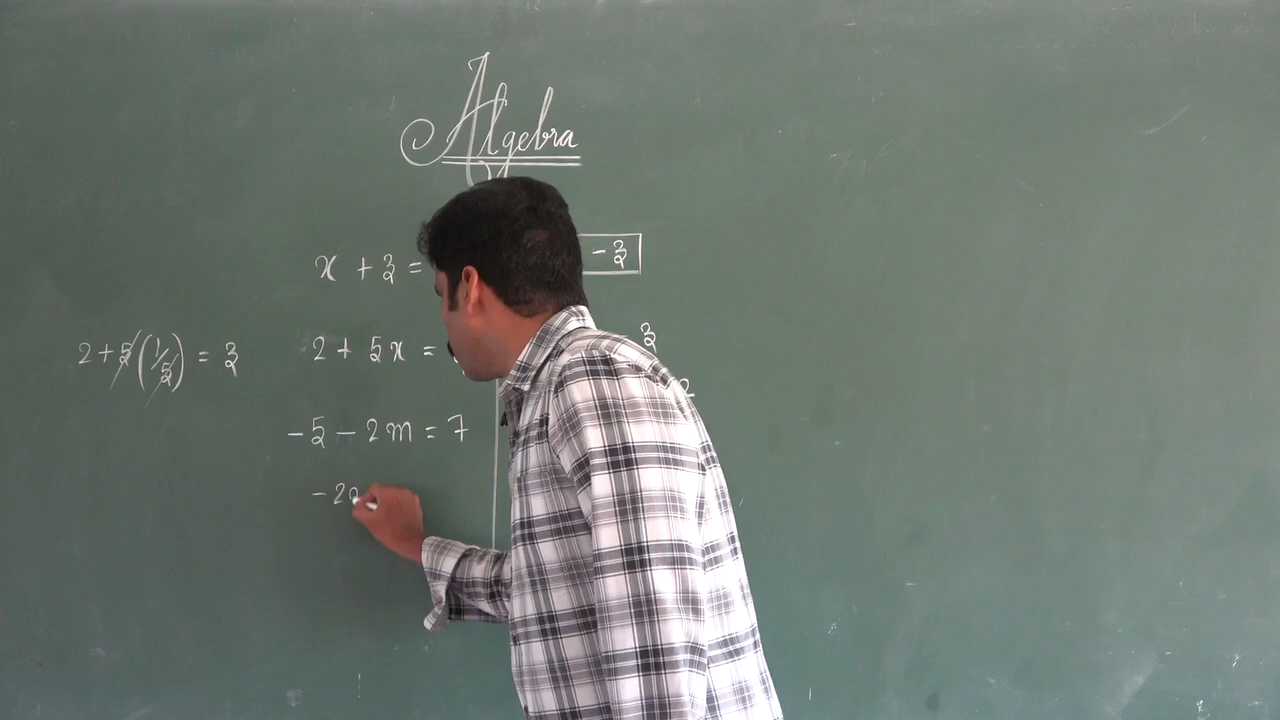 Algebra
x + 3 =
- 3
2 + 5(1/5) = 3
2 + 5x =
3
2
-5 - 2m = 7
-2